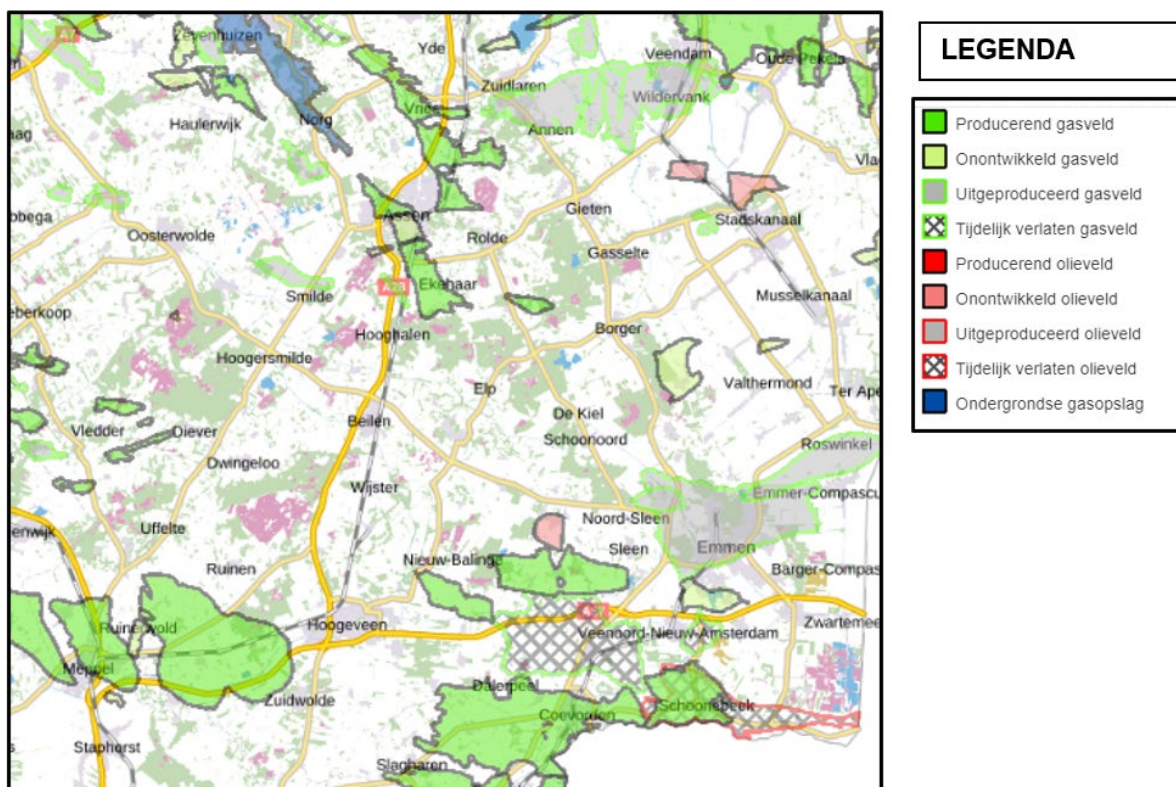 Zevenhuizen
A7
Yde
Veendam
Oude Pekela
Zuidlaren
Wildervank
Vries
Norg
Haulerwijk
Annen
Assen
Gieten
Stadskanaal
Oosterwolde
Rolde
Gasselte
Smilde
A28
Ekehaar
Musselkanaal
Hooghalen
Borger
Hoogersmilde
Elp
Valthermond
Ter Ape
Beilen
De Kiel
Schoonoord
Vledder
Diever
Roswinkel
Dwingeloo
Wijster
Emmer-Compascu
Uffelte
Noord-Sleen
Sleen
Emmen
Ruinen
Nieuw-Balinge
Barger-Compas
Ruinerwold
Hoogeveen
Veenoord-Nieuw-Amsterdam
Zwarteme
Meppel
Dalerpeel
Zuidwolde
Coevorden
Schoonebeek
Staphorst
Slagharen
LEGENDA
Producerend gasveld
Onontwikkeld gasveld
Uitgeproduceerd gasveld
Tijdelijk verlaten gasveld
Producerend olieveld
Onontwikkeld olieveld
Uitgeproduceerd olieveld
Tijdelijk verlaten olieveld
Ondergrondse gasopslag